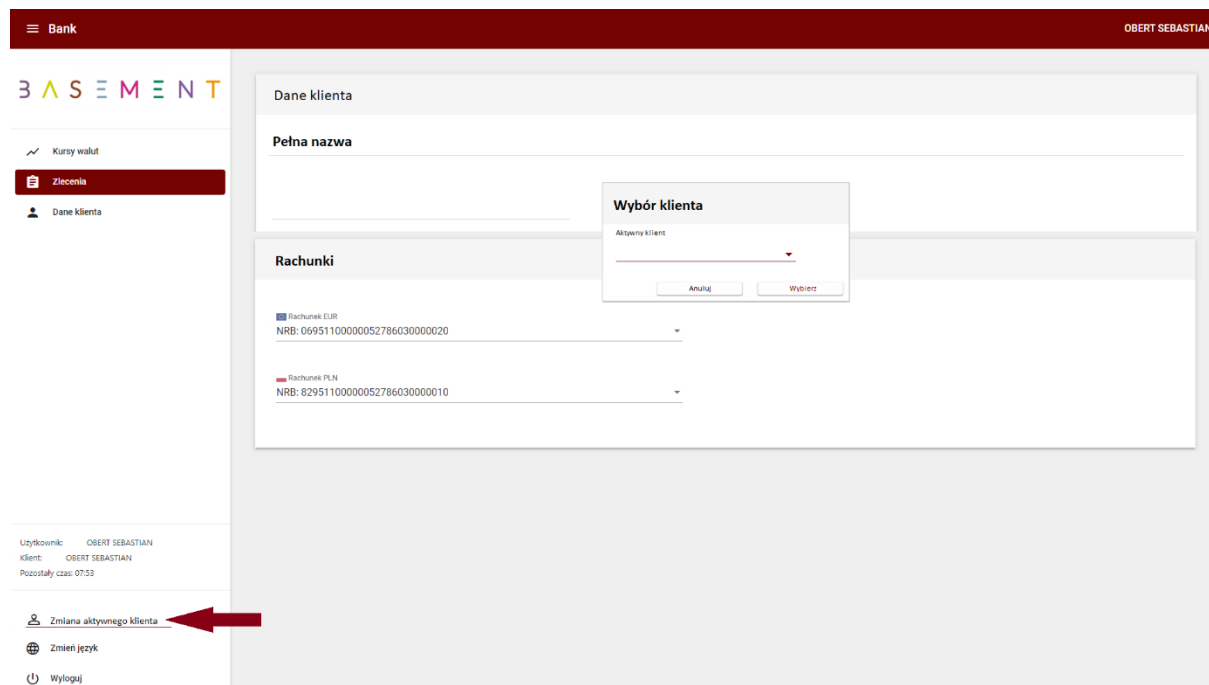 Bank
OBERT SEBASTIAN
BASEMENT
Kursy walut
Zlecenia
Dane klienta
Dane klienta
Pełna nazwa
Wybór klienta
Aktywny klient
Anuluj
Wybierz
Rachunki
Rachunek EUR
NRB: 06951100000052786030000020
Rachunek PLN
NRB: 82951100000052786030000010
Użytkownik: OBERT SEBASTIAN
Klient: OBERT SEBASTIAN
Pozostały czas: 07:53
Zmiana aktywnego klienta
Zmień język
Wyloguj